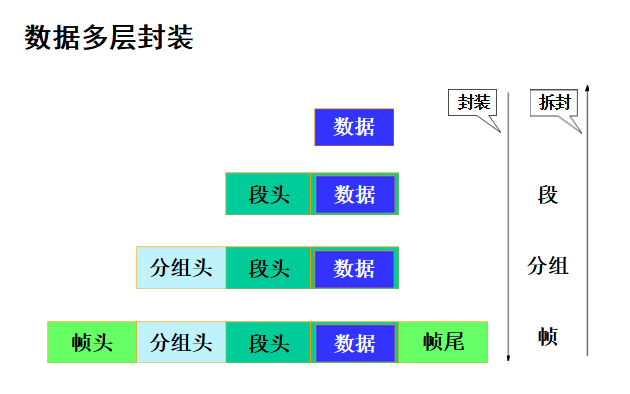 数据多层封装
封装 拆封
数据
段头 数据 段
分组头 段头 数据 分组
帧头 分组头 段头 数据 帧尾 帧